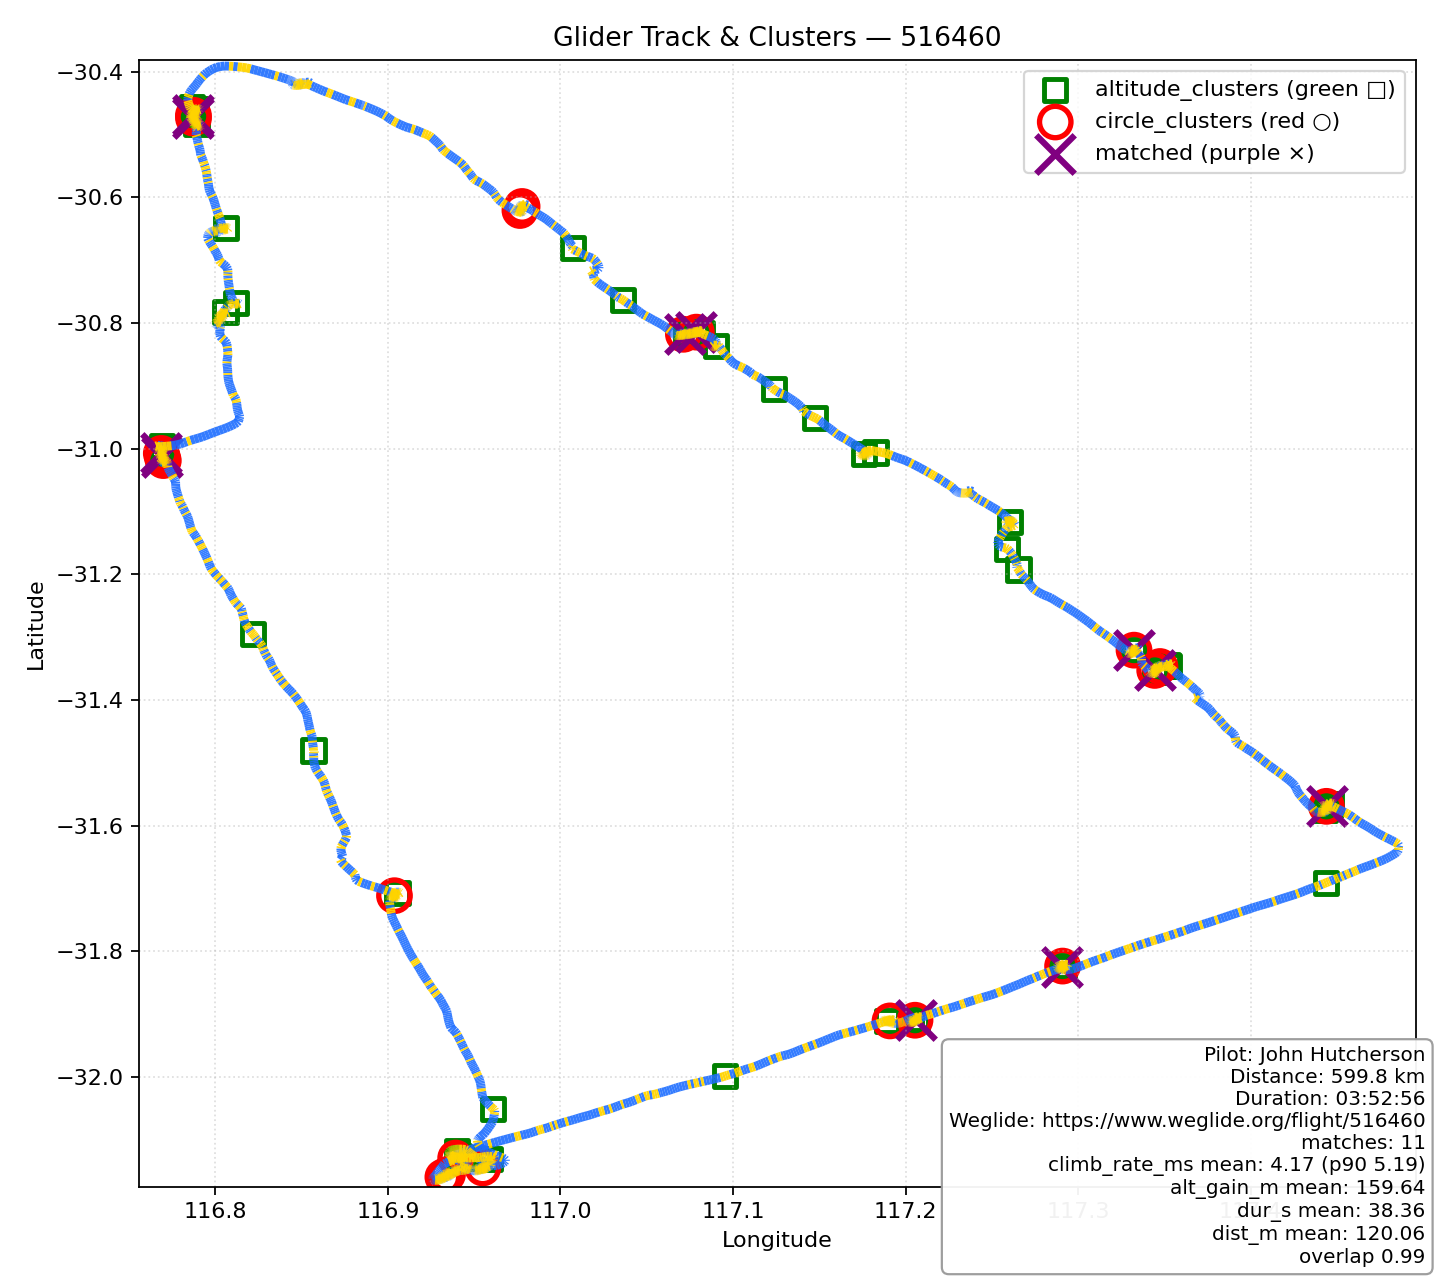 Glider Track & Clusters — 516460
altitude_clusters (green □)
circle_clusters (red ○)
matched (purple ×)
−30.4
−30.6
−30.8
−31.0
−31.2
−31.4
−31.6
−31.8
−32.0
Latitude
116.8
116.9
117.0
117.1
117.2
117.3
Longitude
Pilot: John Hutcherson
Distance: 599.8 km
Duration: 03:52:56
Weglide: https://www.weglide.org/flight/516460
matches: 11
climb_rate_ms mean: 4.17 (p90 5.19)
alt_gain_m mean: 159.64
dur_s mean: 38.36
dist_m mean: 120.06
overlap 0.99